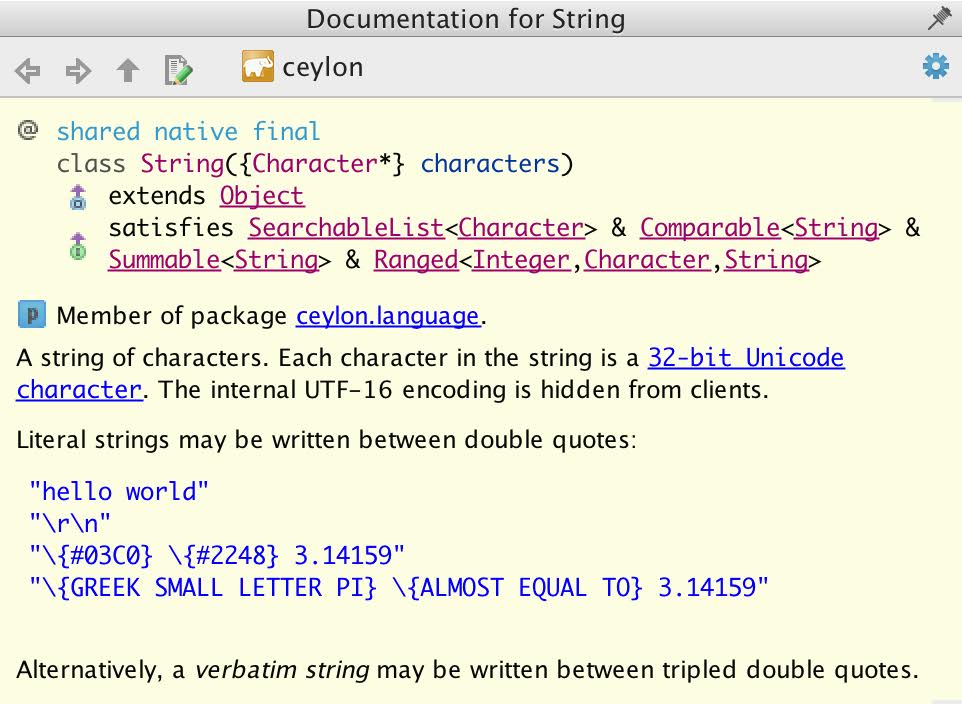 Documentation for String
ceylon
@ shared native final
class String({Character*} characters)
extends Object
satisfies SearchableList<Character> & Comparable<String> &
Summable<String> & Ranged<Integer,Character,String>
p Member of package ceylon.language.
A string of characters. Each character in the string is a 32-bit Unicode
character. The internal UTF-16 encoding is hidden from clients.
Literal strings may be written between double quotes:
"hello world"
"\r\n"
"\{#03C0} \{#2248} 3.14159"
"\{GREEK SMALL LETTER PI} \{ALMOST EQUAL TO} 3.14159"
Alternatively, a verbatim string may be written between tripled double quotes.